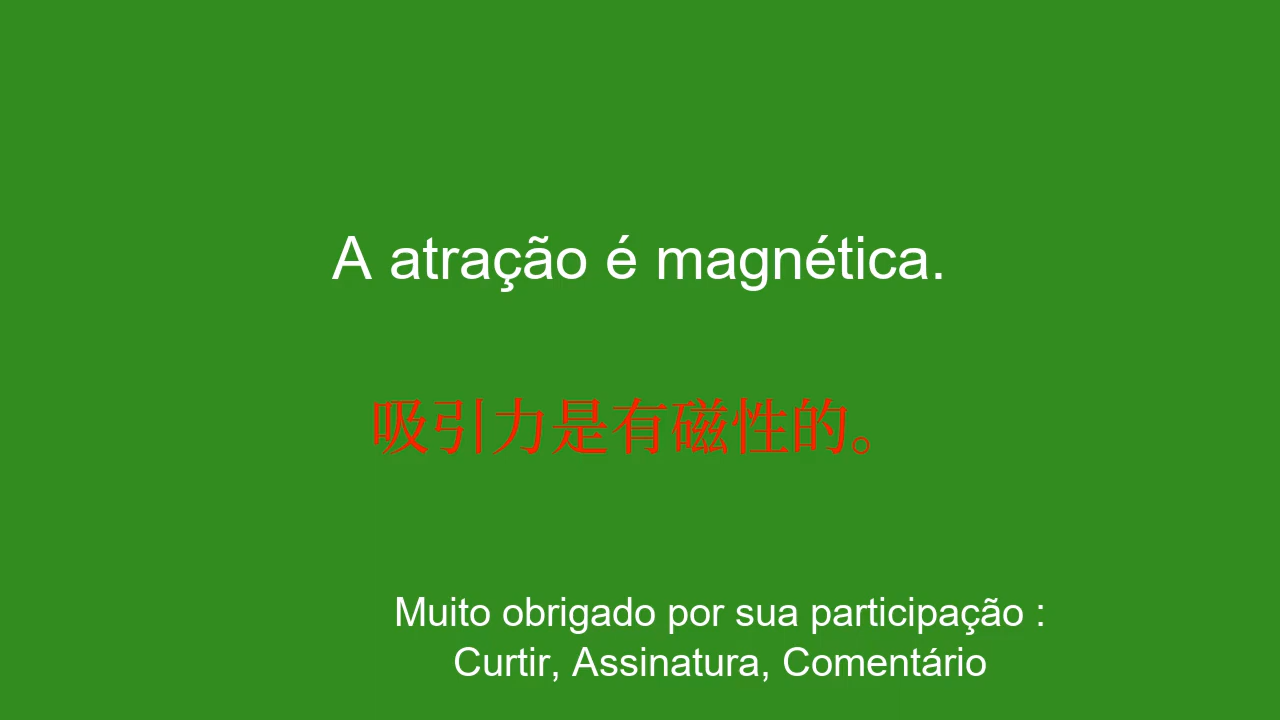 A atração é magnética.
吸引力是有磁性的。
Muito obrigado por sua participação :
Curtir, Assinatura, Comentário